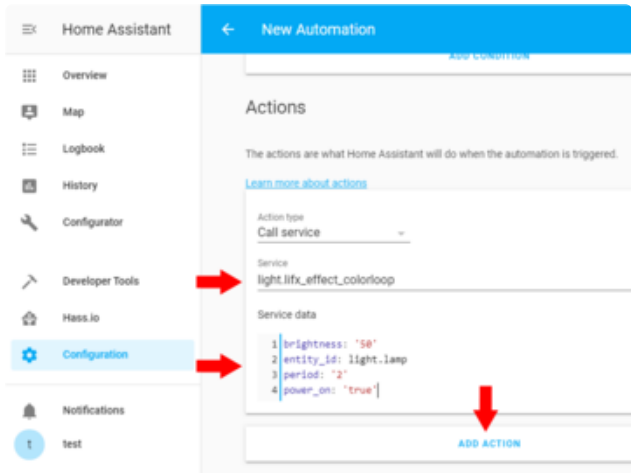 Home Assistant
New Automation
Overview
Map
Logbook
History
Configurator
Developer Tools
Hass.io
Configuration
Notifications
t
test
ADD CONDITION
Actions
The actions are what Home Assistant will do when the automation is triggered.
Learn more about actions
Action type
Call service
Service
light.lifx_effect_colorloop
Service data
1 brightness: '50'
2 entity_id: light.lamp
3 period: '2'
4 power_on: 'true'
ADD ACTION